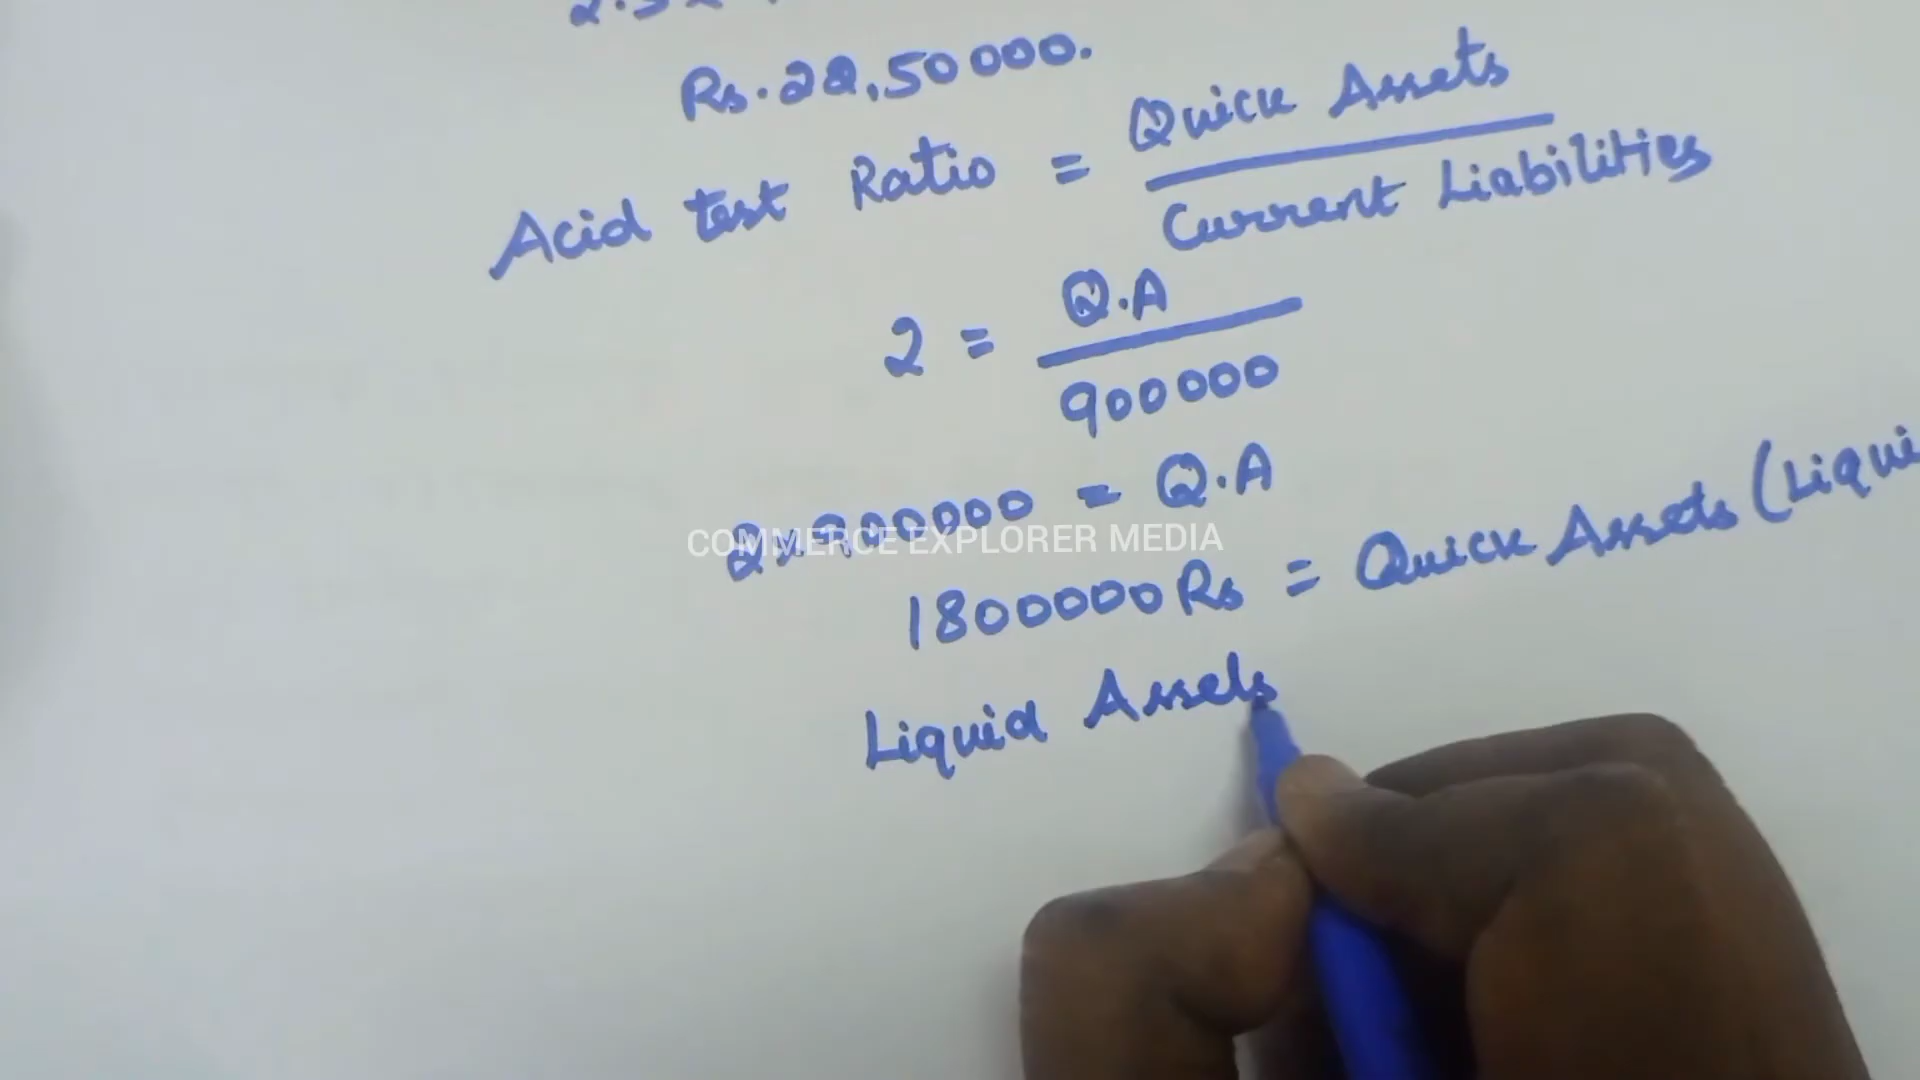 Rs.22,50000.
Acid test Ratio = Quick Assets
Current Liabilities
2 = Q.A
900000
2x900000 = Q.A
COMMERCE EXPLORER MEDIA
1800000 Rs = Quick Assets (Liqui
Liquid Assets